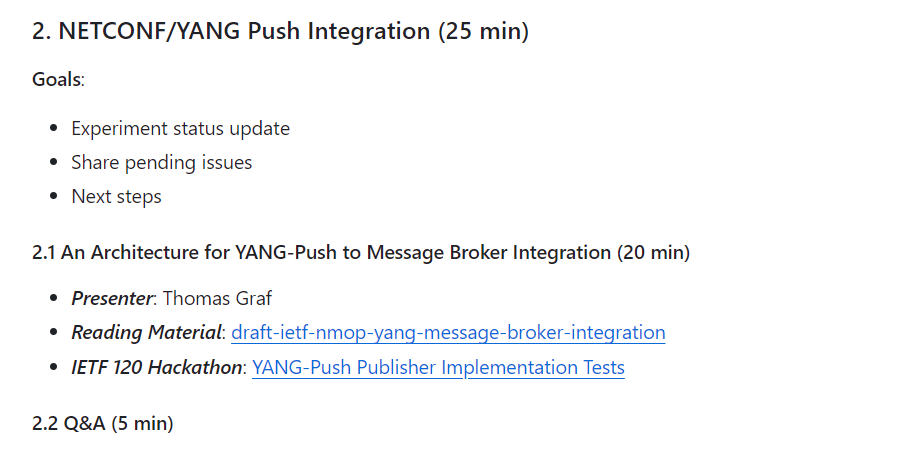 2. NETCONF/YANG Push Integration (25 min)
Goals:
Experiment status update
Share pending issues
Next steps
2.1 An Architecture for YANG-Push to Message Broker Integration (20 min)
Presenter: Thomas Graf
Reading Material: draft-ietf-nmop-yang-message-broker-integration
IETF 120 Hackathon: YANG-Push Publisher Implementation Tests
2.2 Q&A (5 min)